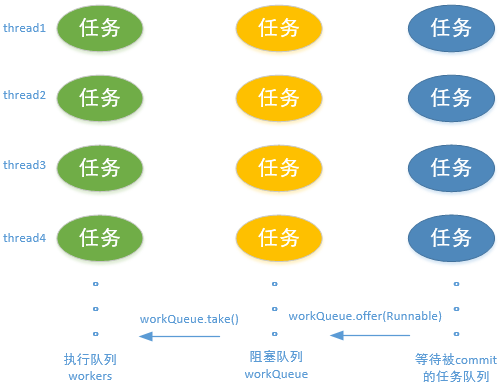 thread1 任务 任务 任务
thread2 任务 任务 任务
thread3 任务 任务 任务
thread4 任务 任务 任务
workQueue.take()
workQueue.offer(Runnable)
执行队列
workers
阻塞队列
workQueue
等待被commit
的任务队列